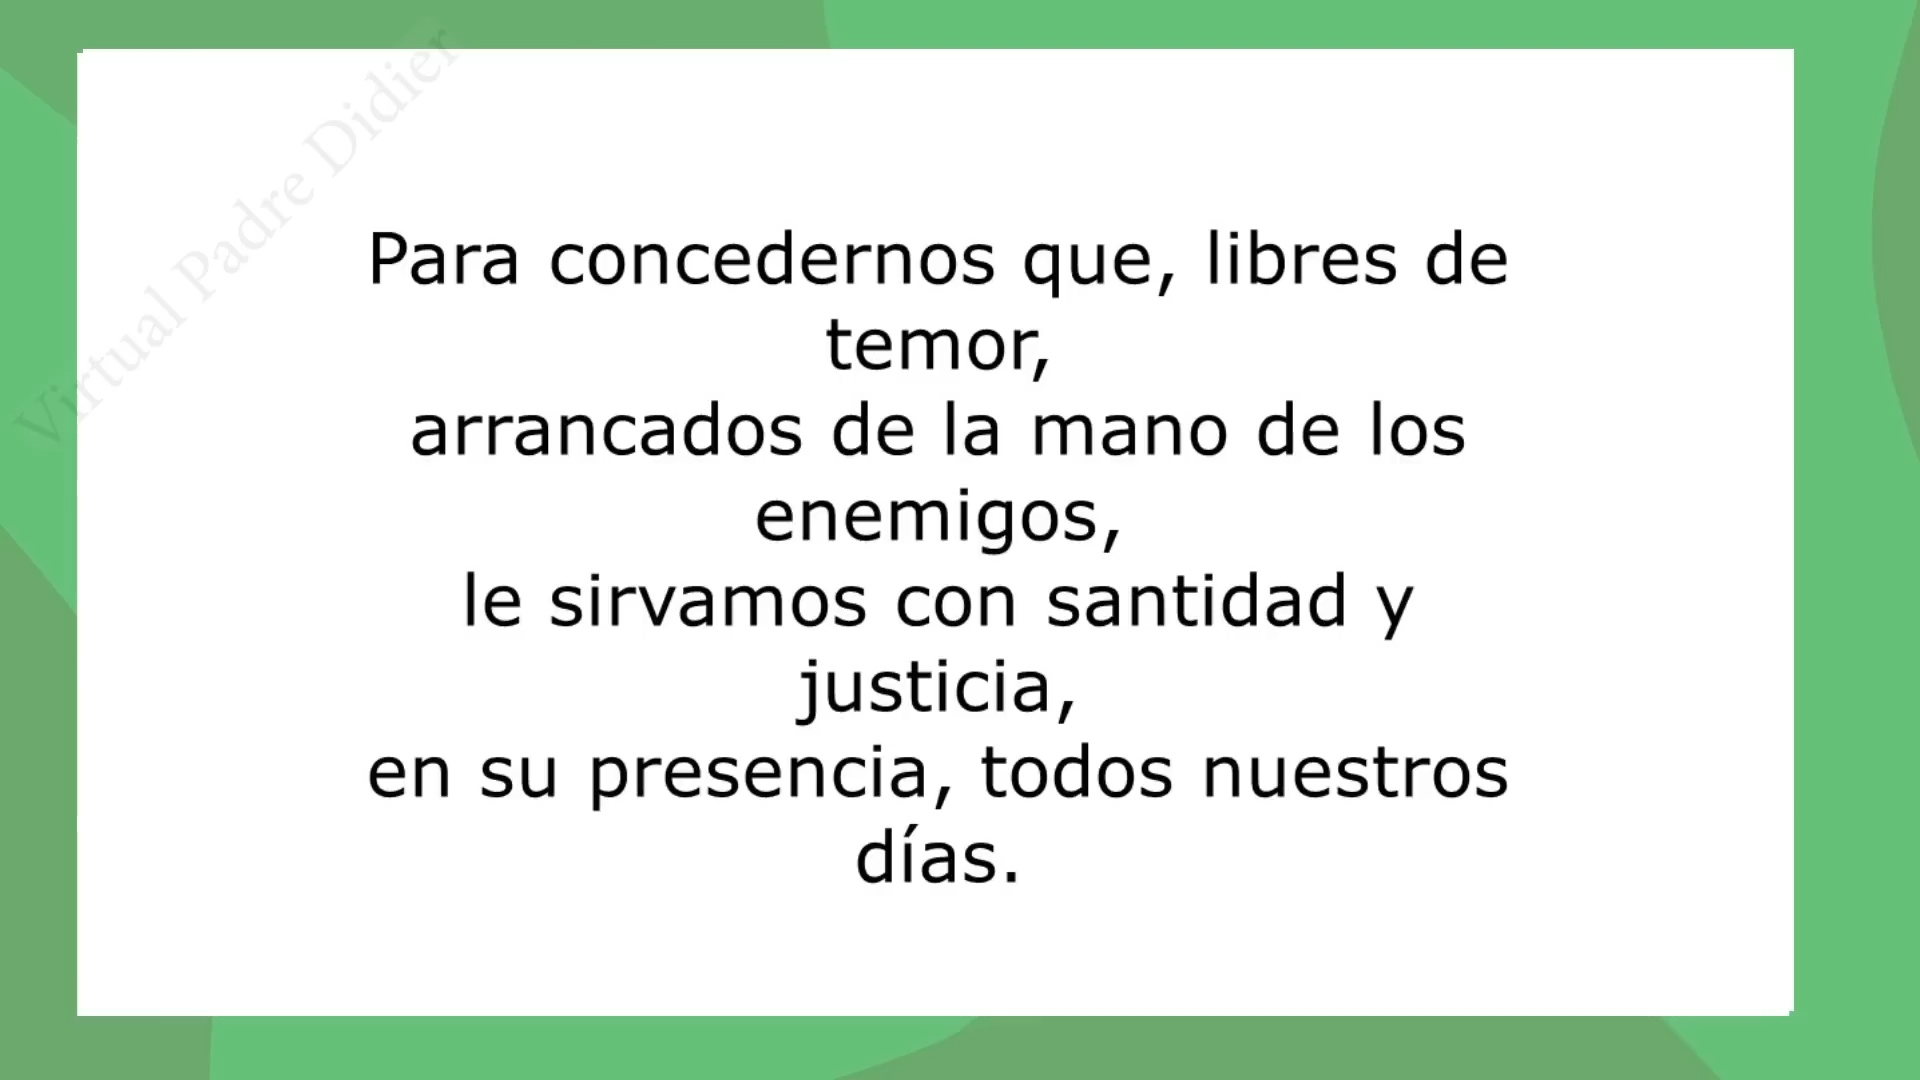 Virtual Padre Didier
Para concedernos que, libres de
temor,
arrancados de la mano de los
enemigos,
le sirvamos con santidad y
justicia,
en su presencia, todos nuestros
días.